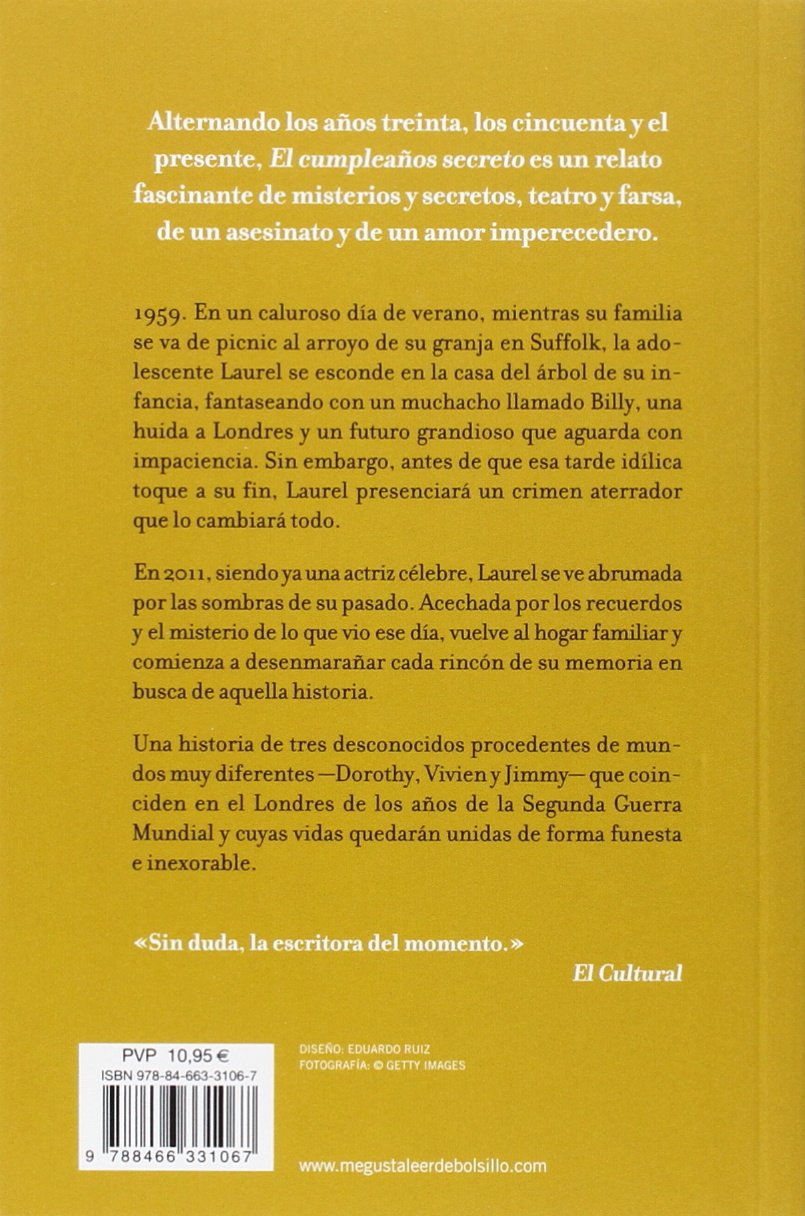 Alternando los años treinta, los cincuenta y el
presente, El cumpleaños secreto es un relato
fascinante de misterios y secretos, teatro y farsa,
de un asesinato y de un amor imperecedero.
1959. En un caluroso día de verano, mientras su familia
se va de picnic al arroyo de su granja en Suffolk, la ado-
lescente Laurel se esconde en la casa del árbol de su in-
fancia, fantaseando con un muchacho llamado Billy, una
huida a Londres y un futuro grandioso que aguarda con
impaciencia. Sin embargo, antes de que esa tarde idílica
toque a su fin, Laurel presenciará un crimen aterrador
que lo cambiará todo.
En 2011, siendo ya una actriz célebre, Laurel se ve abrumada
por las sombras de su pasado. Acechada por los recuerdos
y el misterio de lo que vio ese día, vuelve al hogar familiar y
comienza a desenmarañar cada rincón de su memoria en
busca de aquella historia.
Una historia de tres desconocidos procedentes de mun-
dos muy diferentes —Dorothy, Vivien y Jimmy— que coin-
ciden en el Londres de los años de la Segunda Guerra
Mundial y cuyas vidas quedarán unidas de forma funesta
e inexorable.
«Sin duda, la escritora del momento.»
El Cultural
PVP 10,95 €
ISBN 978-84-663-3106-7
9 788466 331067
DISEÑO: EDUARDO RUIZ
FOTOGRAFÍA: © GETTY IMAGES
www.megustaleerdebolsillo.com